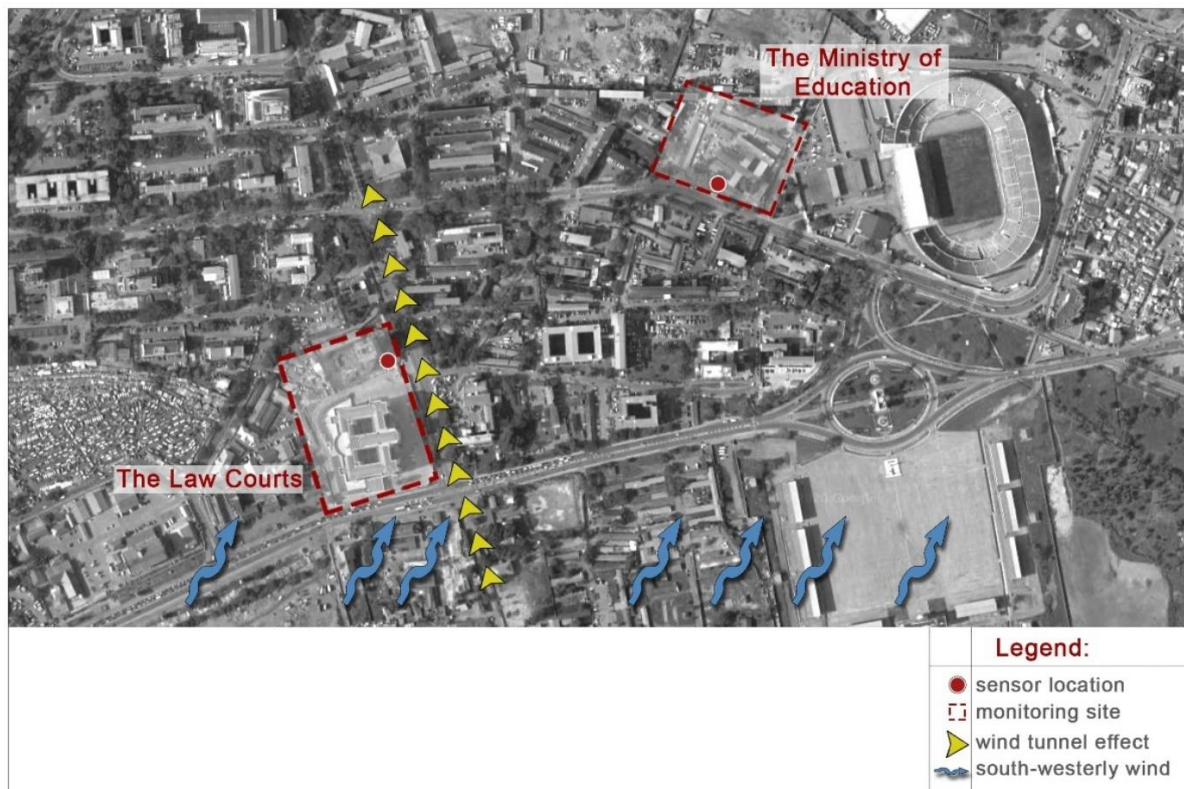 The Ministry of
Education
The Law Courts
Legend:
sensor location
monitoring site
wind tunnel effect
south-westerly wind